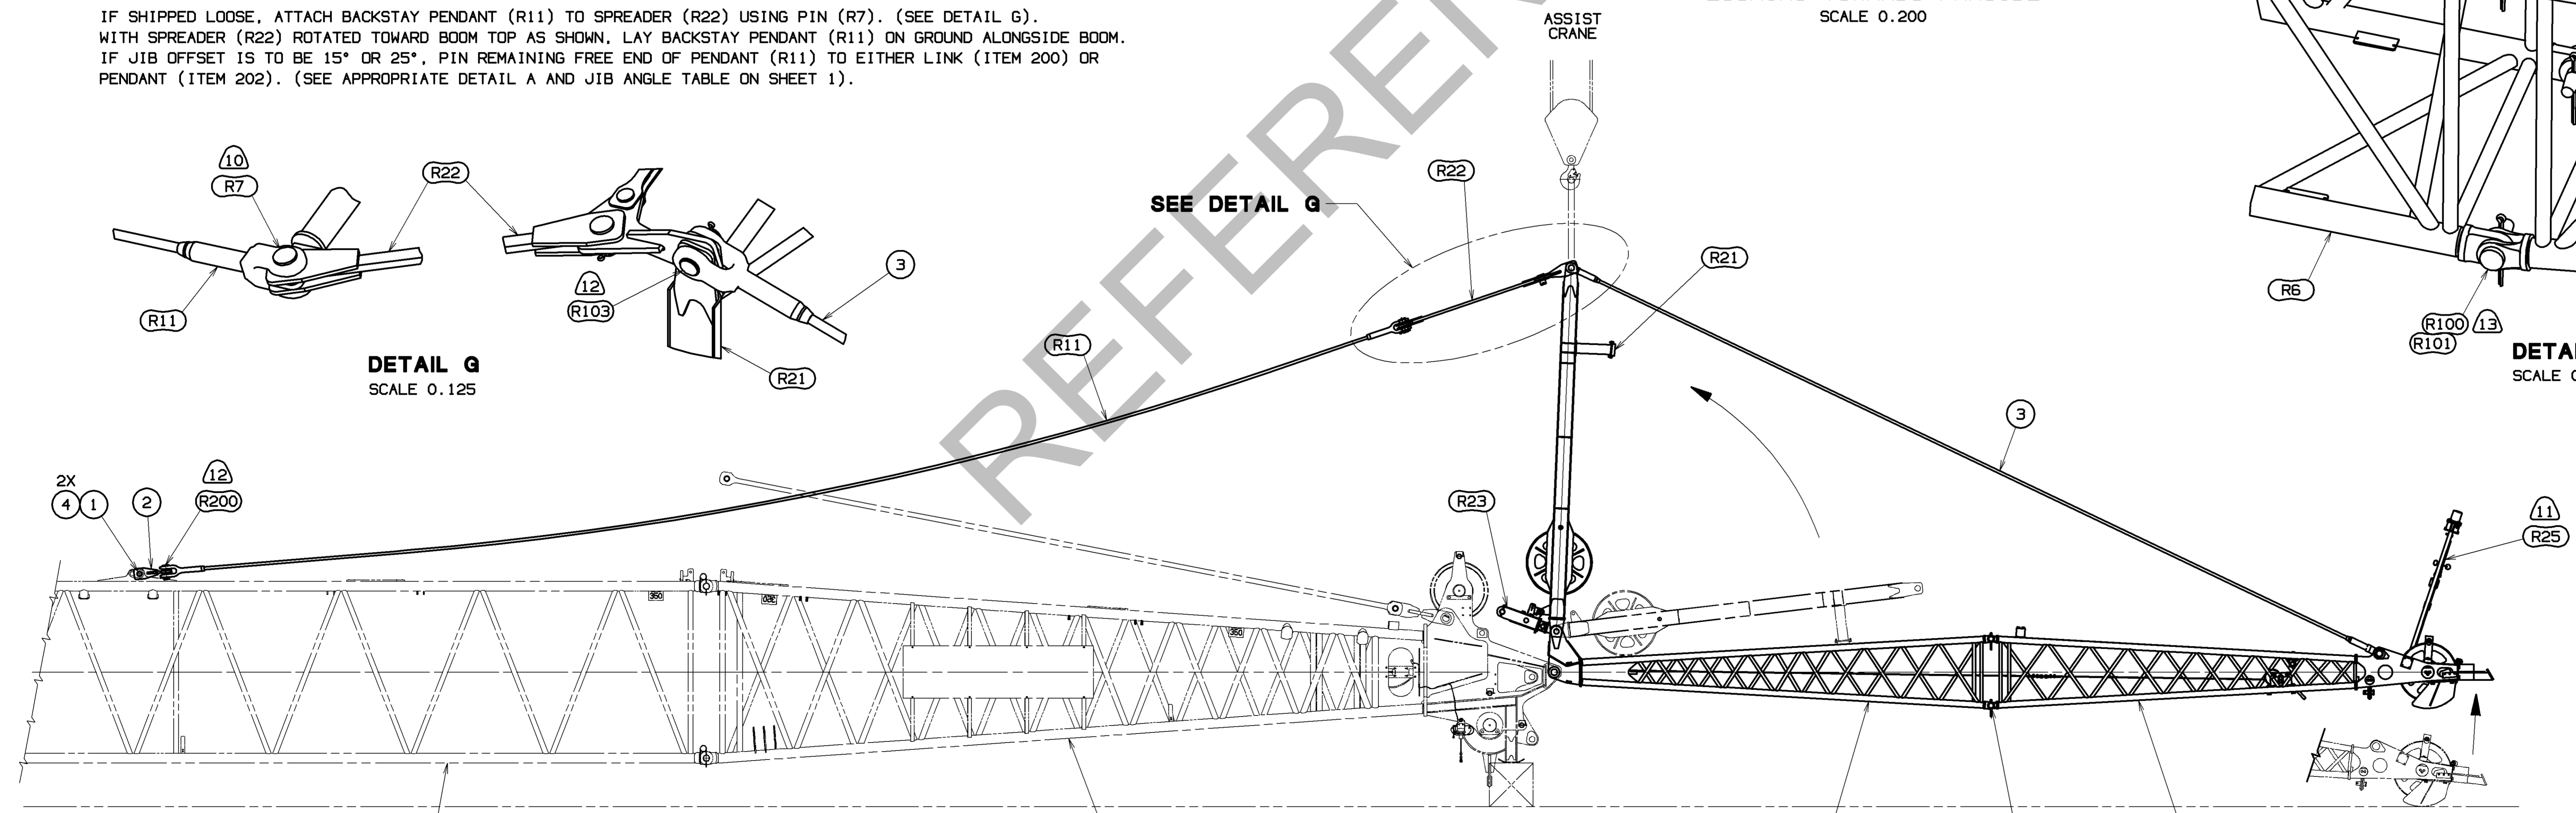 IF SHIPPED LOOSE, ATTACH BACKSTAY PENDANT (R11) TO SPREADER (R22) USING PIN (R7). (SEE DETAIL G).
WITH SPREADER (R22) ROTATED TOWARD BOOM TOP AS SHOWN, LAY BACKSTAY PENDANT (R11) ON GROUND ALONGSIDE BOOM.
IF JIB OFFSET IS TO BE 15° OR 25°, PIN REMAINING FREE END OF PENDANT (R11) TO EITHER LINK (ITEM 200) OR
PENDANT (ITEM 202). (SEE APPROPRIATE DETAIL A AND JIB ANGLE TABLE ON SHEET 1).
ASSIST
CRANE
SCALE 0.200
10
R7
R22
R11
12
R103
3
R21
DETAIL G
SCALE 0.125
SEE DETAIL G
R22
R21
R11
3
R23
2X
4
1
2
12
R200
11
R25
R6
R100
13
R101
DETA
SCALE
350
350
350
REFEREN